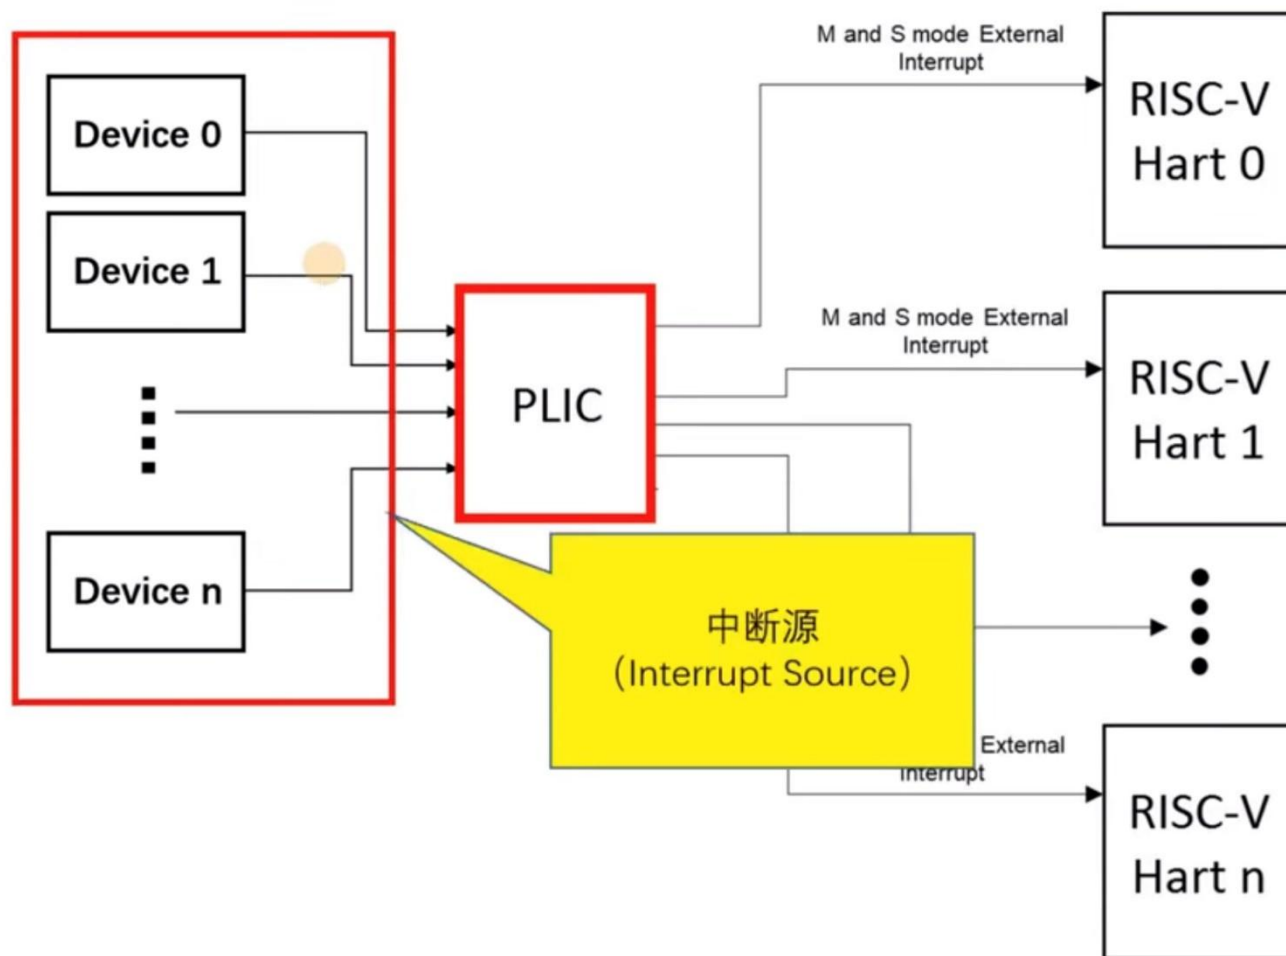 Device 0
Device 1
Device n
PLIC
M and S mode External
Interrupt
RISC-V
Hart 0
M and S mode External
Interrupt
RISC-V
Hart 1
中断源
(Interrupt Source)
External
Interrupt
RISC-V
Hart n